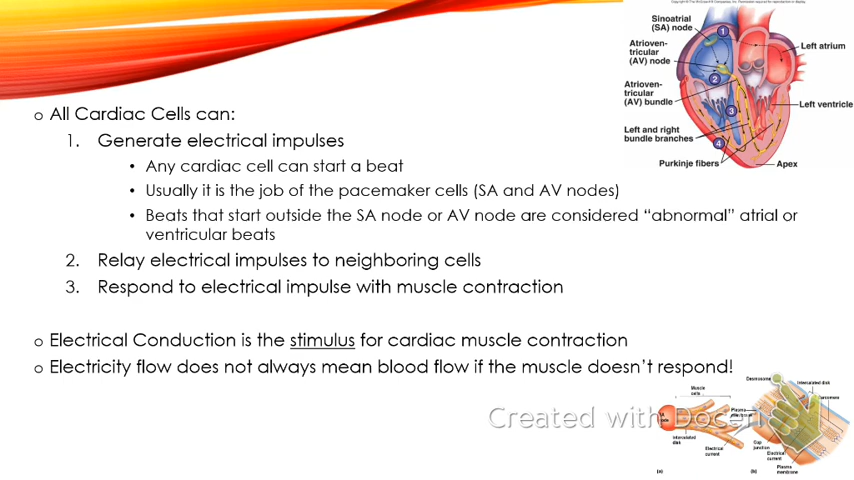 Sinoatrial
(SA) node
Atrioven-
tricular
(AV) node
Left atrium
Atrioven-
tricular
(AV) bundle
Left ventricle
Left and right
bundle branches
Purkinje fibers
Apex
1
2
3
4
o All Cardiac Cells can:
1. Generate electrical impulses
• Any cardiac cell can start a beat
• Usually it is the job of the pacemaker cells (SA and AV nodes)
• Beats that start outside the SA node or AV node are considered “abnormal” atrial or
ventricular beats
2. Relay electrical impulses to neighboring cells
3. Respond to electrical impulse with muscle contraction
o Electrical Conduction is the stimulus for cardiac muscle contraction
o Electricity flow does not always mean blood flow if the muscle doesn’t respond!
Created with
Muscle
cells
Intercalated
disk
Electrical
current
(a)
Desmosome
Intercalated disk
Plasma
Gap
junction
Electrical
current
Plasma
membrane
(b)